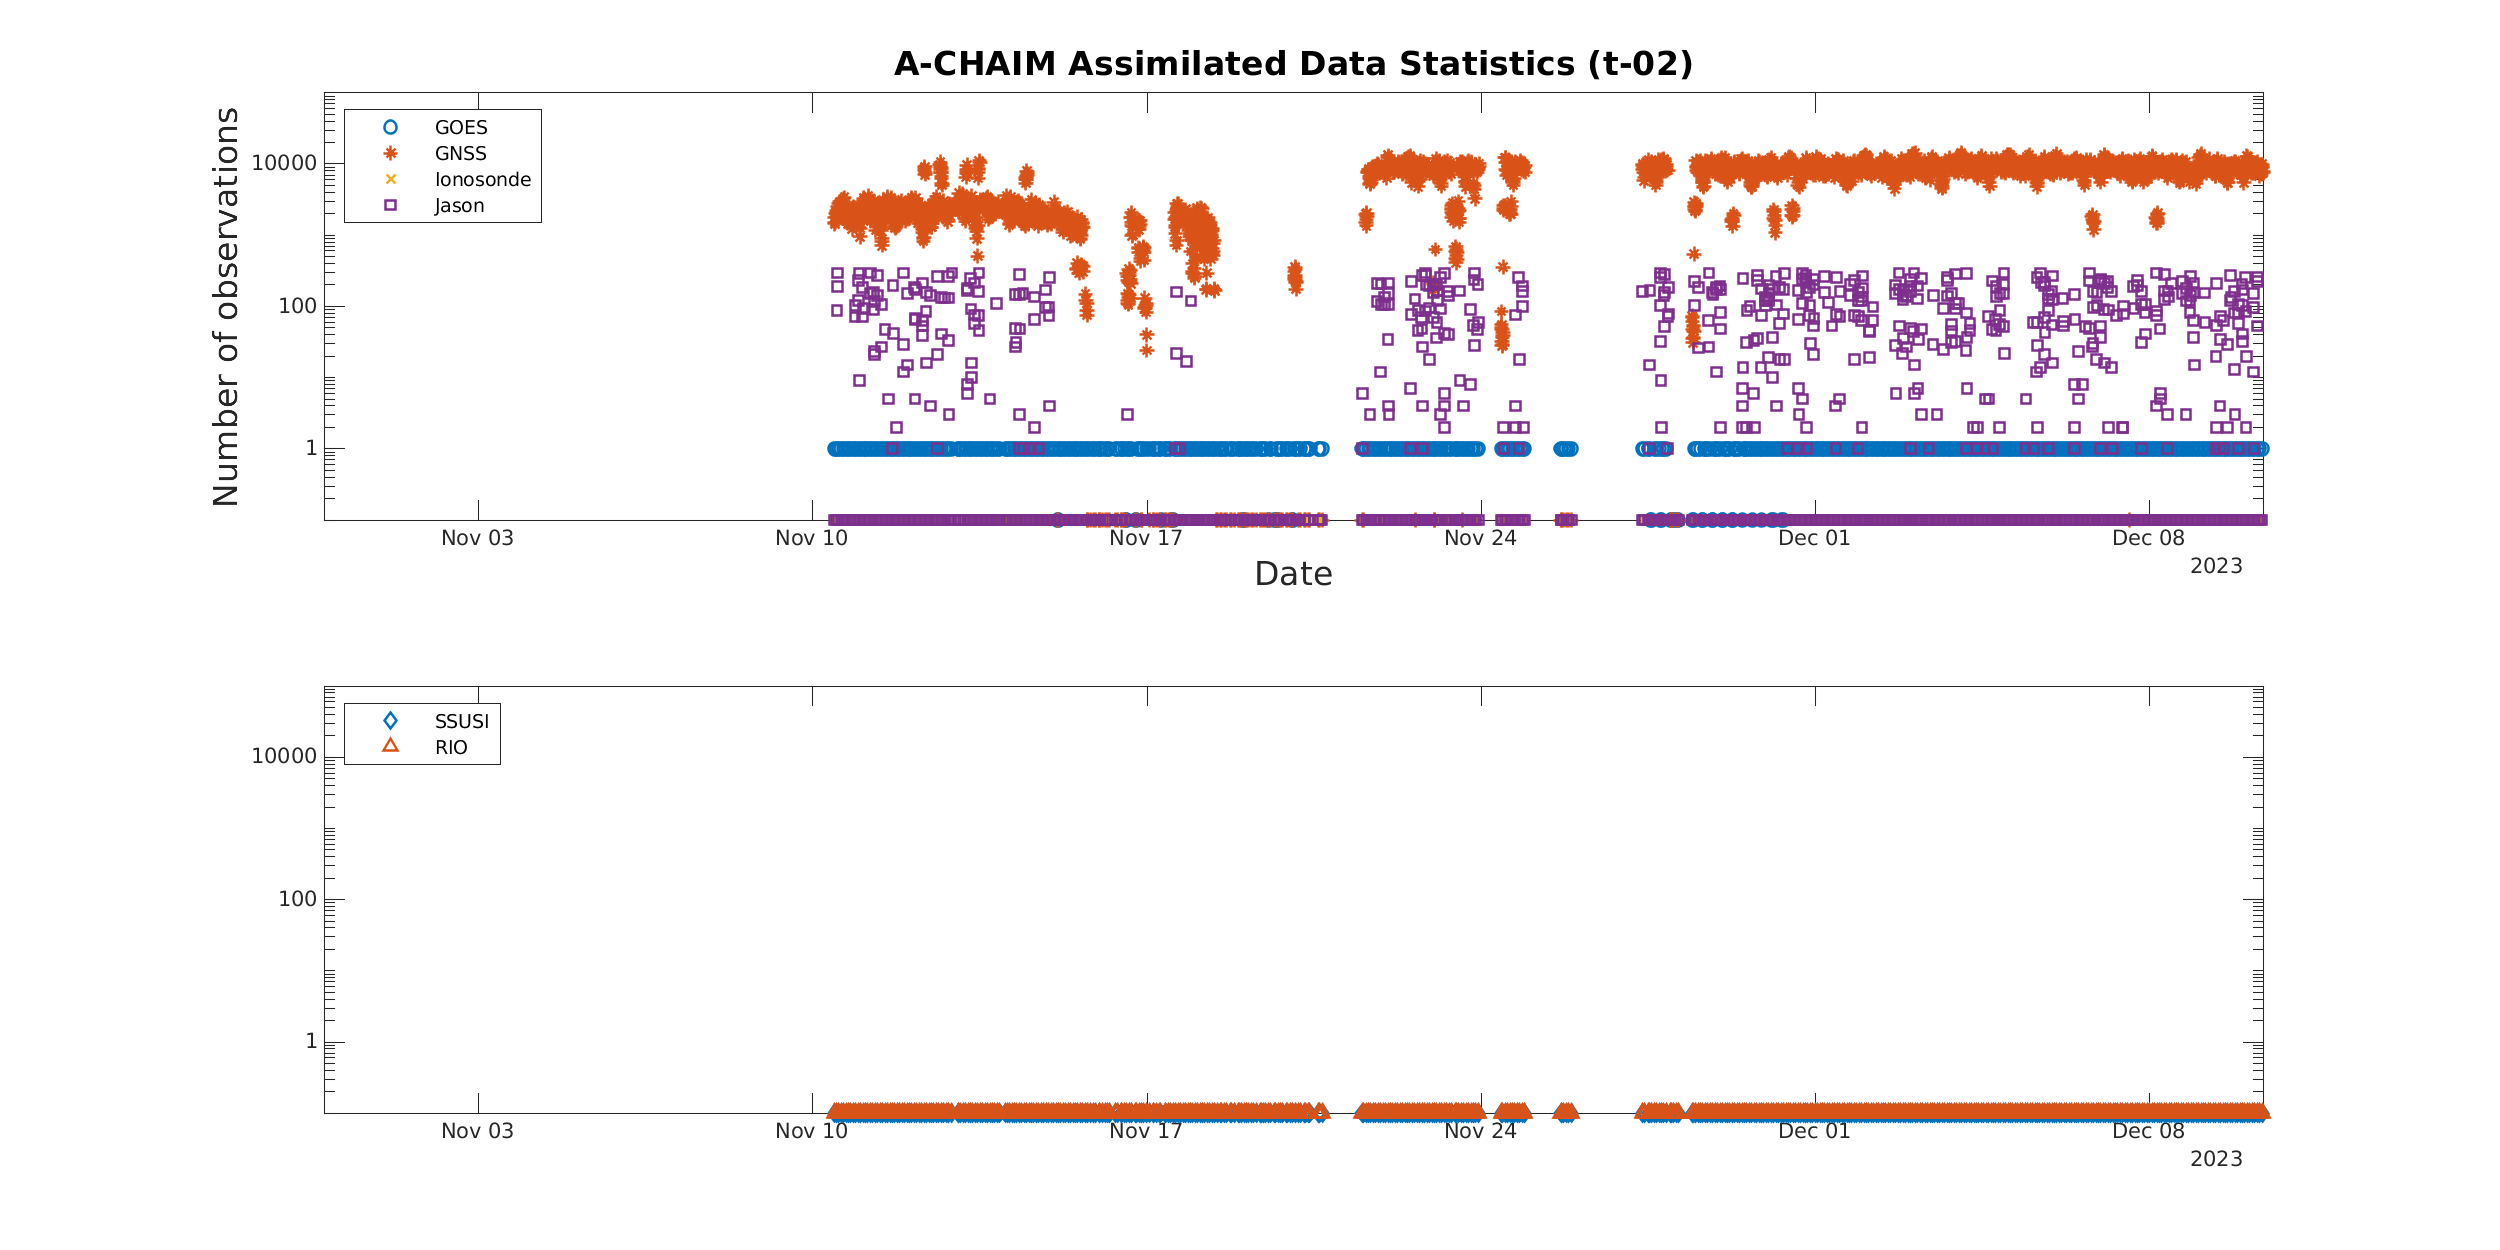 A-CHAIM Assimilated Data Statistics (t-02)
Number of observations
10000
100
1
GOES
GNSS
Ionosonde
Jason
Nov 03 Nov 10 Nov 17 Nov 24 Dec 01 Dec 08
2023
Date
10000
100
1
SSUSI
RIO
Nov 03 Nov 10 Nov 17 Nov 24 Dec 01 Dec 08
2023